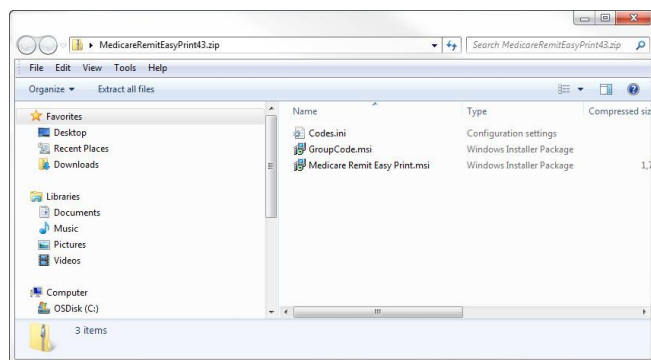 MedicareRemitEasyPrint43.zip
Search MedicareRemitEasyPrint43.zip
File Edit View Tools Help
Organize Extract all files
Favorites
Desktop
Recent Places
Downloads
Libraries
Documents
Music
Pictures
Videos
Computer
OSDisk (C:)
Name Type Compressed siz
Codes.ini Configuration settings
GroupCode.msi Windows Installer Package
Medicare Remit Easy Print.msi Windows Installer Package 1,7
3 items